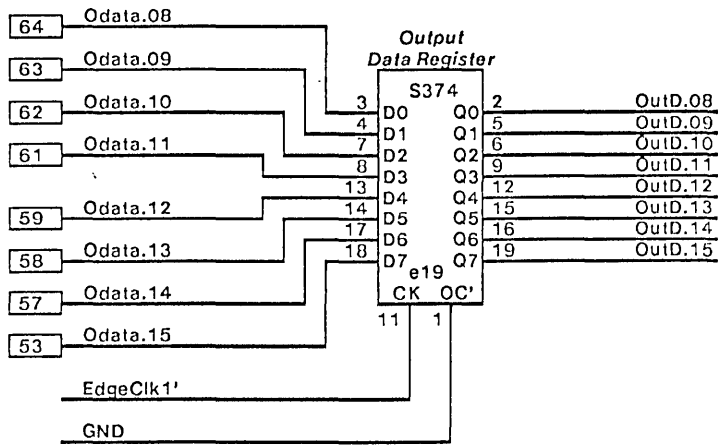 64 Odata.08
63 Odata.09
62 Odata.10
61 Odata.11
59 Odata.12
58 Odata.13
57 Odata.14
53 Odata.15
EdgeClk1'
GND
Output
Data Register
S374
3 D0 Q0 2 OutD.08
4 D1 Q1 5 OutD.09
7 D2 Q2 6 OutD.10
8 D3 Q3 9 OutD.11
13 D4 Q4 12 OutD.12
14 D5 Q5 15 OutD.13
17 D6 Q6 16 OutD.14
18 D7 Q7 19 OutD.15
e19
CK OC'
11 1